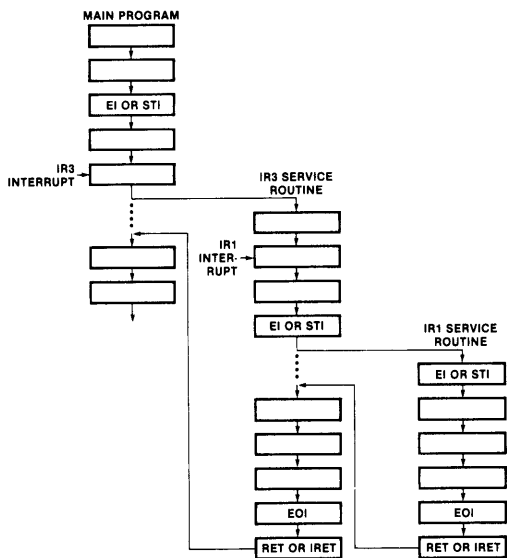 MAIN PROGRAM
EI OR STI
IR3
INTERRUPT
IR3 SERVICE
ROUTINE
IR1
INTER-
RUPT
EI OR STI
IR1 SERVICE
ROUTINE
EI OR STI
EOI
RET OR IRET
EOI
RET OR IRET